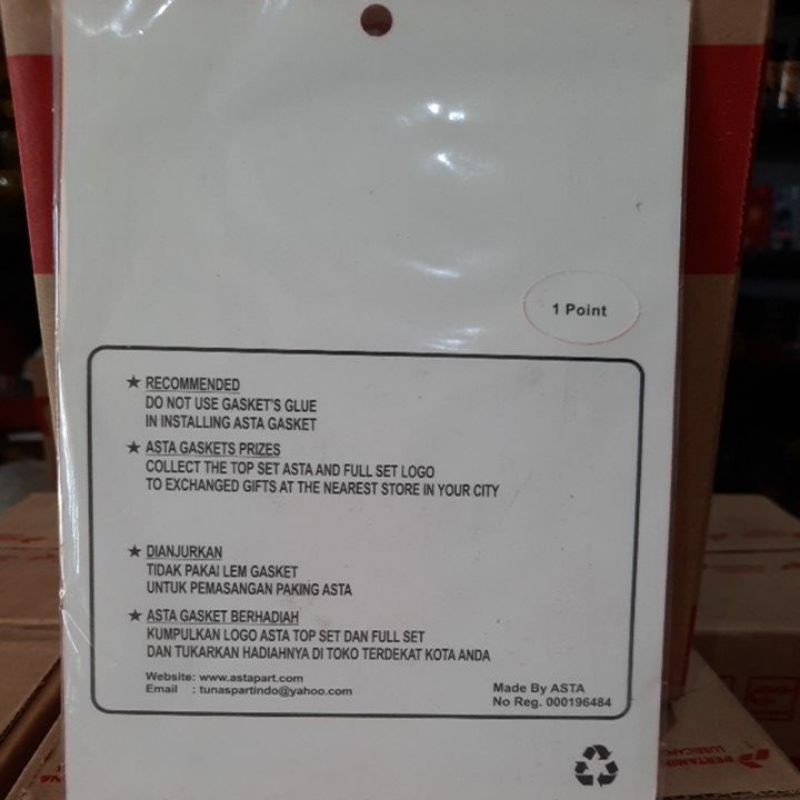 1 Point
★ RECOMMENDED
DO NOT USE GASKET'S GLUE
IN INSTALLING ASTA GASKET
★ ASTA GASKETS PRIZES
COLLECT THE TOP SET ASTA AND FULL SET LOGO
TO EXCHANGED GIFTS AT THE NEAREST STORE IN YOUR CITY
★ DIANJURKAN
TIDAK PAKAI LEM GASKET
UNTUK PEMASANGAN PAKING ASTA
★ ASTA GASKET BERHADIAH
KUMPULKAN LOGO ASTA TOP SET DAN FULL SET
DAN TUKARKAN HADIAHNYA DI TOKO TERDEKAT KOTA ANDA
Website: www.astapart.com
Email : tunaspartindo@yahoo.com
Made By ASTA
No Reg. 000196484